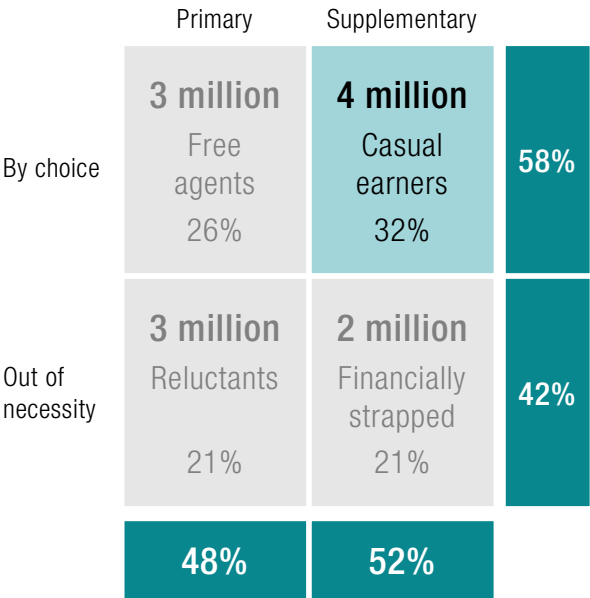 Primary
Supplementary
By choice
3 million
Free
agents
26%
4 million
Casual
earners
32%
58%
Out of
necessity
3 million
Reluctants
21%
2 million
Financially
strapped
21%
42%
48%
52%